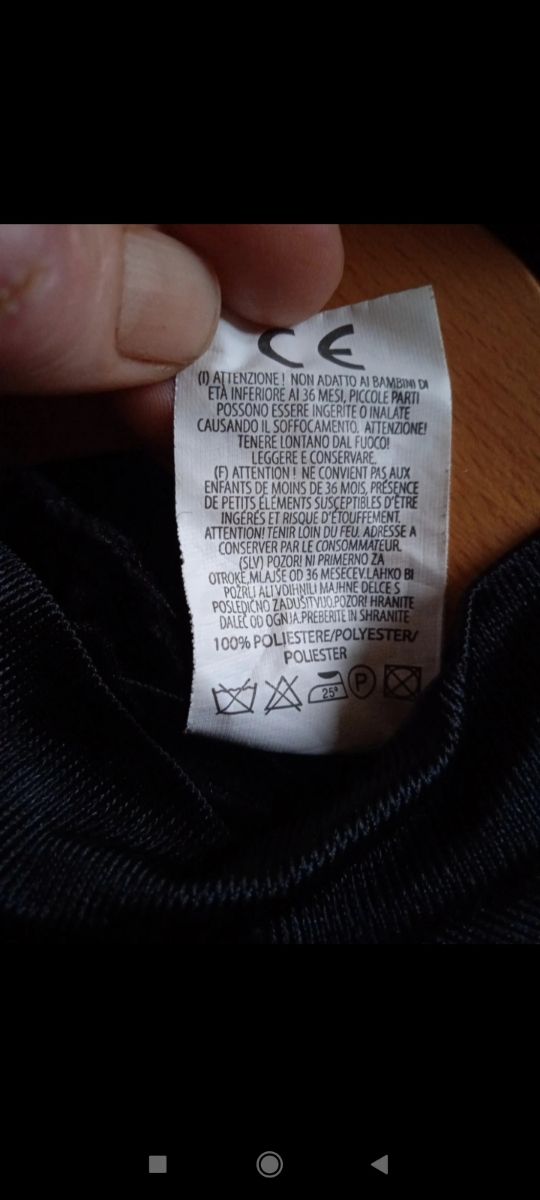 CE
(I) ATTENZIONE! NON ADATTO AI BAMBINI DI
ETÀ INFERIORE AI 36 MESI, PICCOLE PARTI
POSSONO ESSERE INGERITE O INALATE
CAUSANDO IL SOFFOCAMENTO. ATTENZIONE!
TENERE LONTANO DAL FUOCO!
LEGGERE E CONSERVARE.
(F) ATTENTION! NE CONVIENT PAS AUX
ENFANTS DE MOINS DE 36 MOIS, PRÉSENCE
DE PETITS ÉLÉMENTS SUSCEPTIBLES D'ÊTRE
INGÉRÉS ET RISQUE D'ÉTOUFFEMENT.
ATTENTION! TENIR LOIN DU FEU. ADRESSE A
CONSERVER PAR LE CONSOMMATEUR.
(SLV) POZOR! NI PRIMERNO ZA
OTROKE,MLAJŠE OD 36 MESECEV.LAHKO BI
POŽRLI ALI VDIHNILI MAJHNE DELCE S
POSLEDIČNO ZADUŠITVIJO.POZOR! HRANITE
DALEČ OD OGNJA.PREBERITE IN SHRANITE
100% POLIESTERE/POLYESTER/
POLIESTER
25° P